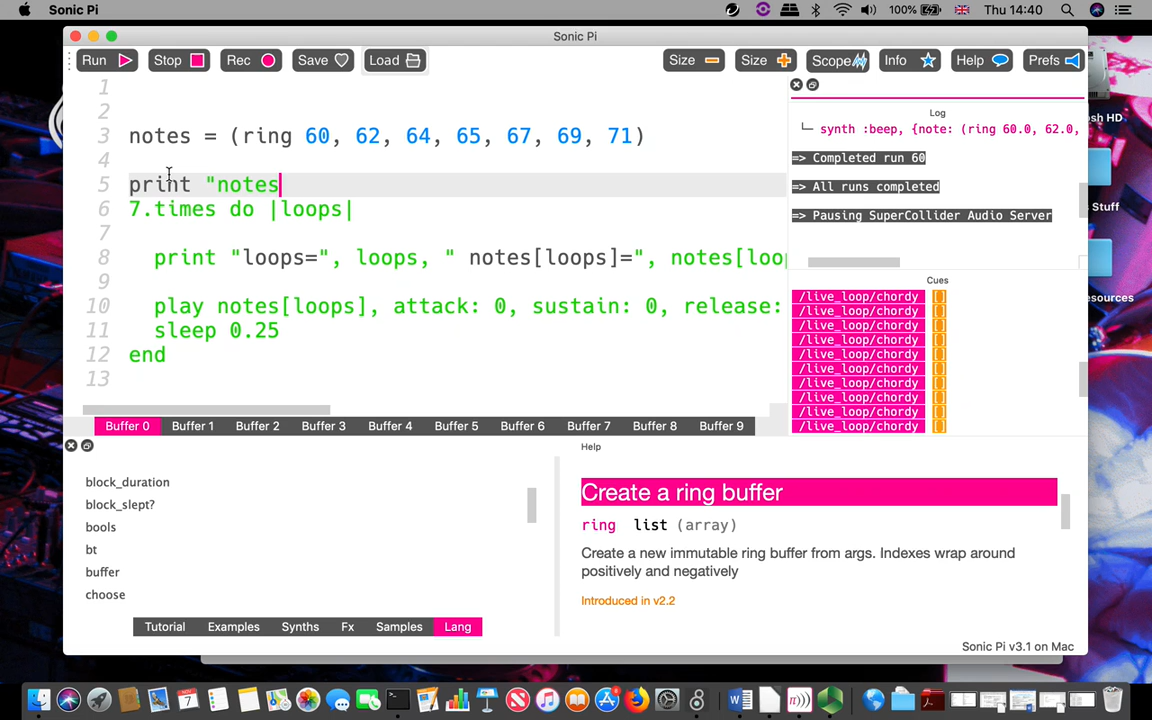 Sonic Pi
100%
Thu 14:40
Sonic Pi
Run
Stop
Rec
Save
Load
Size
Size
Scope
Info
Help
Prefs
1
2
3 notes = (ring 60, 62, 64, 65, 67, 69, 71)
4
5 print "notes
6 7.times do |loops|
7
8 print "loops=", loops, " notes[loops]=", notes[loop
9
10 play notes[loops], attack: 0, sustain: 0, release:
11 sleep 0.25
12 end
13
Log
└─ synth :beep, {note: (ring 60.0, 62.0,
=> Completed run 60
=> All runs completed
=> Pausing SuperCollider Audio Server
Cues
/live_loop/chordy []
/live_loop/chordy []
/live_loop/chordy []
/live_loop/chordy []
/live_loop/chordy []
/live_loop/chordy []
/live_loop/chordy []
/live_loop/chordy []
/live_loop/chordy []
/live_loop/chordy []
Buffer 0
Buffer 1
Buffer 2
Buffer 3
Buffer 4
Buffer 5
Buffer 6
Buffer 7
Buffer 8
Buffer 9
block_duration
block_slept?
bools
bt
buffer
choose
Tutorial
Examples
Synths
Fx
Samples
Lang
Help
Create a ring buffer
ring list (array)
Create a new immutable ring buffer from args. Indexes wrap around
positively and negatively
Introduced in v2.2
Sonic Pi v3.1 on Mac
osh HD
Stuff
esources